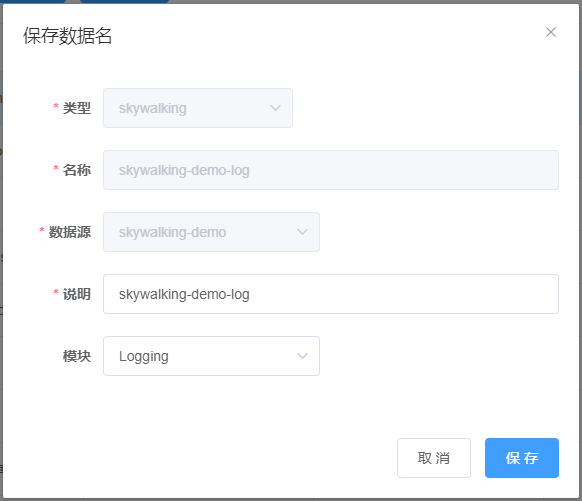 保存数据名
* 类型 skywalking
* 名称 skywalking-demo-log
* 数据源 skywalking-demo
* 说明 skywalking-demo-log
模块 Logging
取 消 保 存